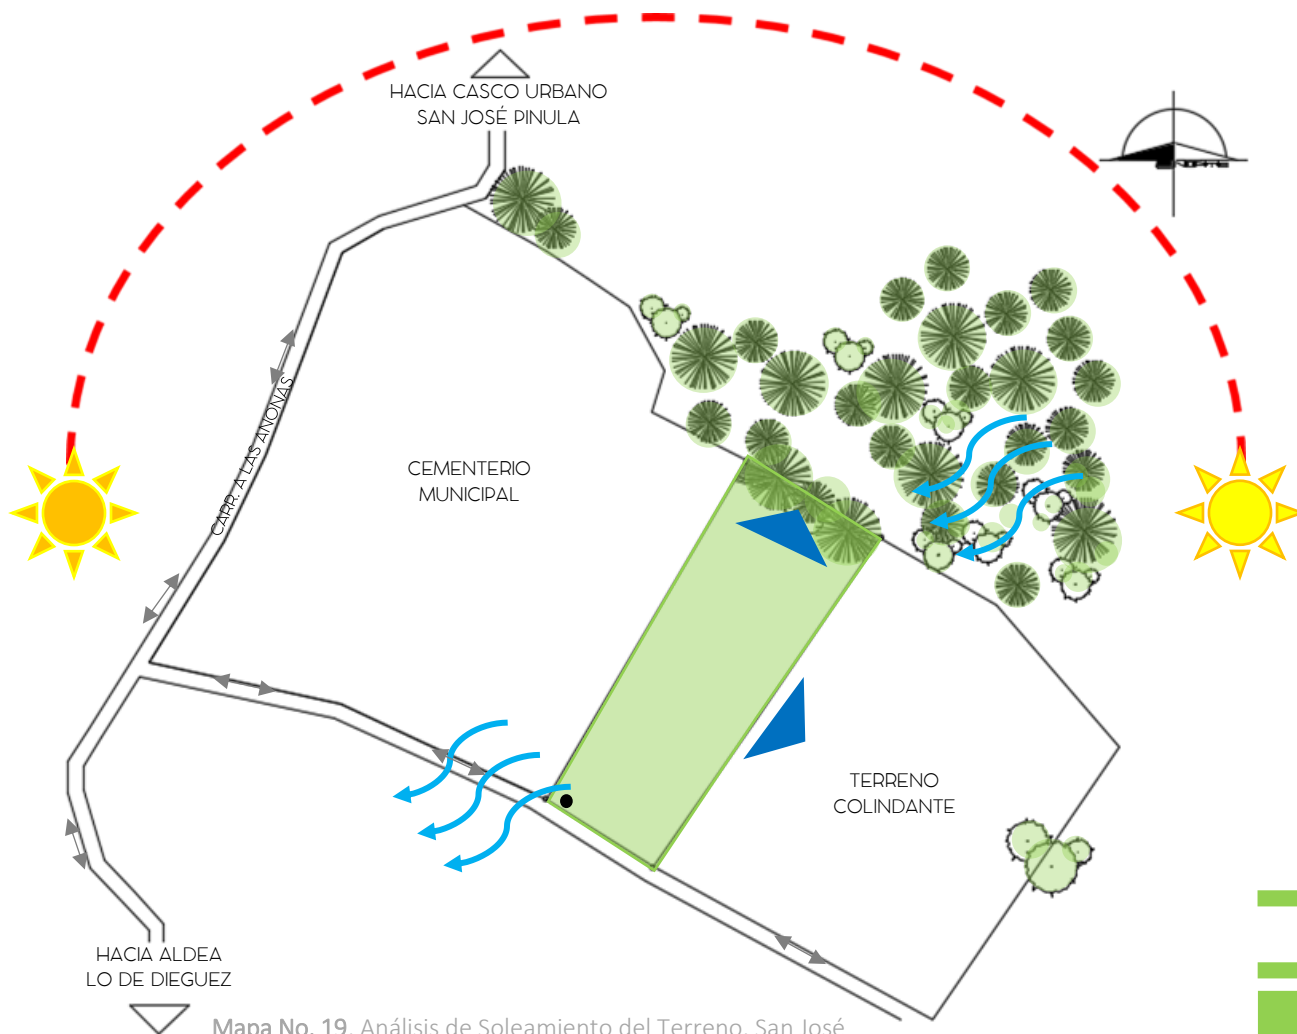 HACIA CASCO URBANO
SAN JOSÉ PINULA
CARR. A LAS ANONAS
CEMENTERIO
MUNICIPAL
TERRENO
COLINDANTE
HACIA ALDEA
LO DE DIEGUEZ
Mapa No. 19. Análisis de Soleamiento del Terreno, San José